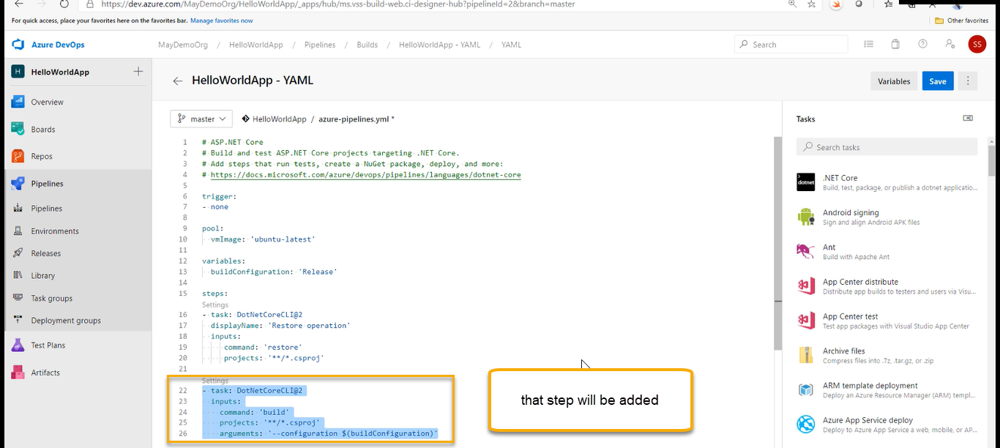 https://dev.azure.com/MayDemoOrg/HelloWorldApp/_apps/hub/ms.vss-build-web.ci-designer-hub?pipelineId=2&branch=master
For quick access, place your favorites here on the favorites bar. Manage favorites now
Other favorites
Azure DevOps
MayDemoOrg / HelloWorldApp / Pipelines / Builds / HelloWorldApp - YAML / YAML
Search
SS
H HelloWorldApp
Overview
Boards
Repos
Pipelines
Pipelines
Environments
Releases
Library
Task groups
Deployment groups
Test Plans
Artifacts
HelloWorldApp - YAML
Variables
Save
master
HelloWorldApp / azure-pipelines.yml *
1 # ASP.NET Core
2 # Build and test ASP.NET Core projects targeting .NET Core.
3 # Add steps that run tests, create a NuGet package, deploy, and more:
4 # https://docs.microsoft.com/azure/devops/pipelines/languages/dotnet-core
5
6 trigger:
7 - none
8
9 pool:
10 vmImage: 'ubuntu-latest'
11
12 variables:
13 buildConfiguration: 'Release'
14
15 steps:
Settings
16 - task: DotNetCoreCLI@2
17 displayName: 'Restore operation'
18 inputs:
19 command: 'restore'
20 projects: '**/*.csproj'
21
Settings
22 - task: DotNetCoreCLI@2
23 inputs:
24 command: 'build'
25 projects: '**/*.csproj'
26 arguments: '--configuration $(buildConfiguration)'
that step will be added
Tasks
Search tasks
dotnet
.NET Core
Build, test, package, or publish a dotnet applicatio...
Android signing
Sign and align Android APK files
Ant
Build with Apache Ant
App Center distribute
Distribute app builds to testers and users via Visu...
App Center test
Test app packages with Visual Studio App Center
Archive files
Compress files into .7z, .tar.gz, or .zip
ARM template deployment
Deploy an Azure Resource Manager (ARM) templ...
Azure App Service deploy
Deploy to Azure App Service a web, mobile, or AP...